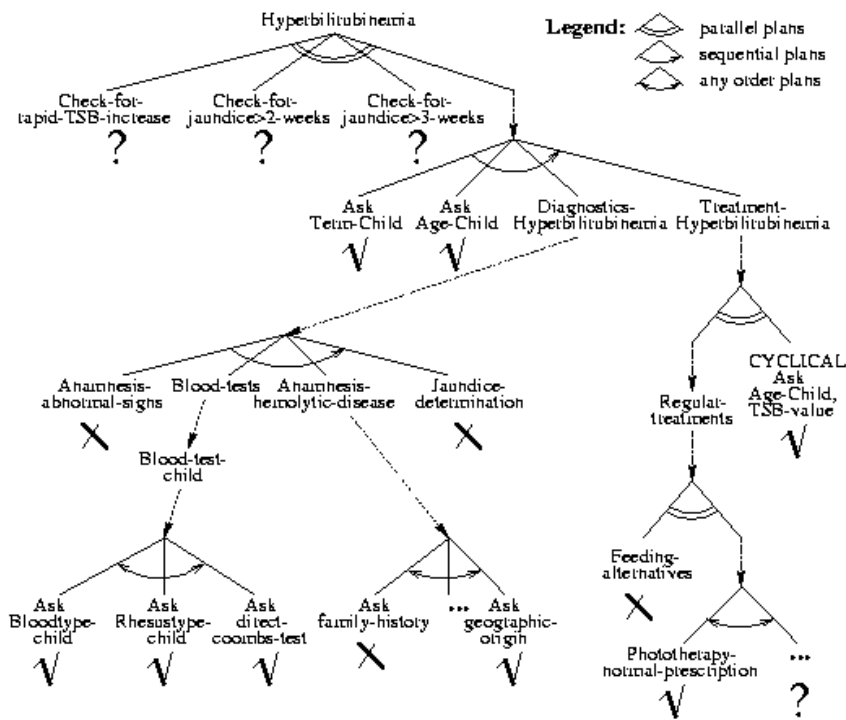 Hyperbilirubinemia
Legend:
parallel plans
sequential plans
any order plans
Check-for-
rapid-TSB-increase
?
Check-for-
jaundice>2-weeks
?
Check-for-
jaundice>3-weeks
?
Ask
Term-Child
√
Ask
Age-Child
√
Diagnostics-
Hyperbilirubinemia
Treatment-
Hyperbilirubinemia
Anamnesis-
abnormal-signs
Blood-tests
Anamnesis-
hemolytic-disease
Jaundice-
determination
Regular-
treatments
CYCLICAL
Ask
Age-Child,
TSB-value
√
Blood-test-
child
Feeding-
alternatives
Ask
Bloodtype-
child
√
Ask
Rhesustype-
child
√
Ask
direct-
coombs-test
√
Ask
family-history
...
Ask
geographic-
origin
√
Phototherapy-
normal-prescription
√
...
?